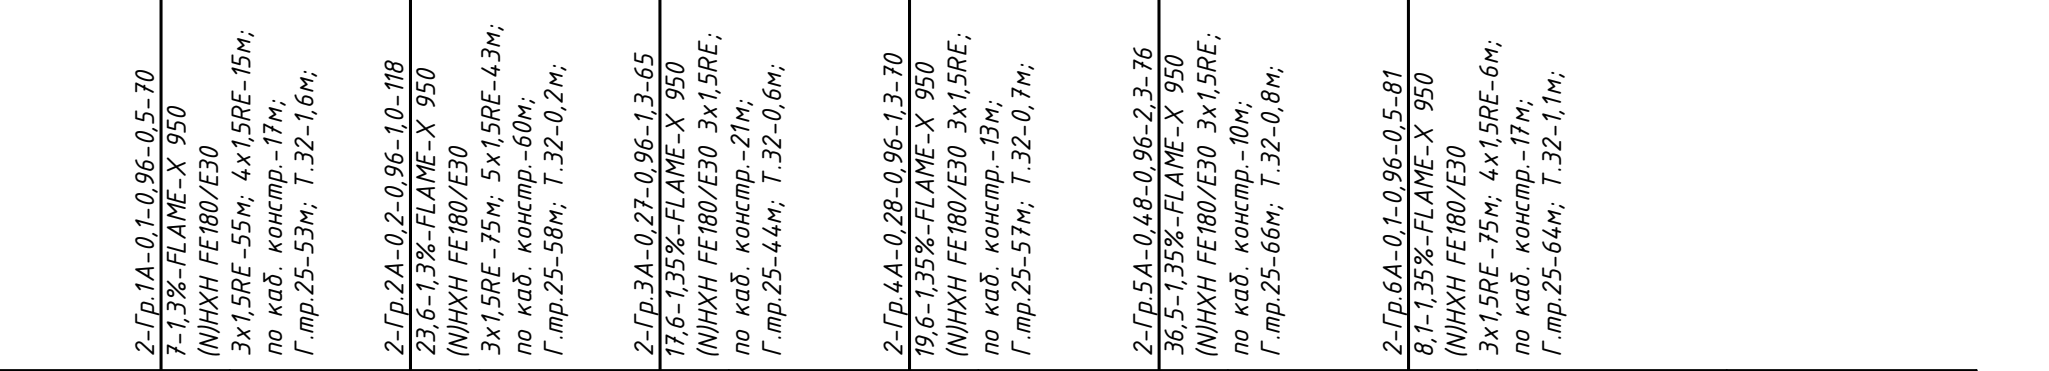 2-Гр.1А-0,1-0,96-0,5-70
7-1,3%-FLAME-X 950
(N)HXH FE180/E30
3x1,5RE-55м; 4x1,5RE-15м;
по каб. констр.-17м;
Г.тр.25-53м; Т.32-1,6м;
2-Гр.2А-0,2-0,96-1,0-118
23,6-1,3%-FLAME-X 950
(N)HXH FE180/E30
3x1,5RE-75м; 5x1,5RE-43м;
по каб. констр.-60м;
Г.тр.25-58м; Т.32-0,2м;
2-Гр.3А-0,27-0,96-1,3-65
17,6-1,35%-FLAME-X 950
(N)HXH FE180/E30 3x1,5RE;
по каб. констр.-21м;
Г.тр.25-44м; Т.32-0,6м;
2-Гр.4А-0,28-0,96-1,3-70
19,6-1,35%-FLAME-X 950
(N)HXH FE180/E30 3x1,5RE;
по каб. констр.-13м;
Г.тр.25-57м; Т.32-0,7м;
2-Гр.5А-0,48-0,96-2,3-76
36,5-1,35%-FLAME-X 950
(N)HXH FE180/E30 3x1,5RE;
по каб. констр.-10м;
Г.тр.25-66м; Т.32-0,8м;
2-Гр.6А-0,1-0,96-0,5-81
8,1-1,35%-FLAME-X 950
(N)HXH FE180/E30
3x1,5RE-75м; 4x1,5RE-6м;
по каб. констр.-17м;
Г.тр.25-64м; Т.32-1,1м;